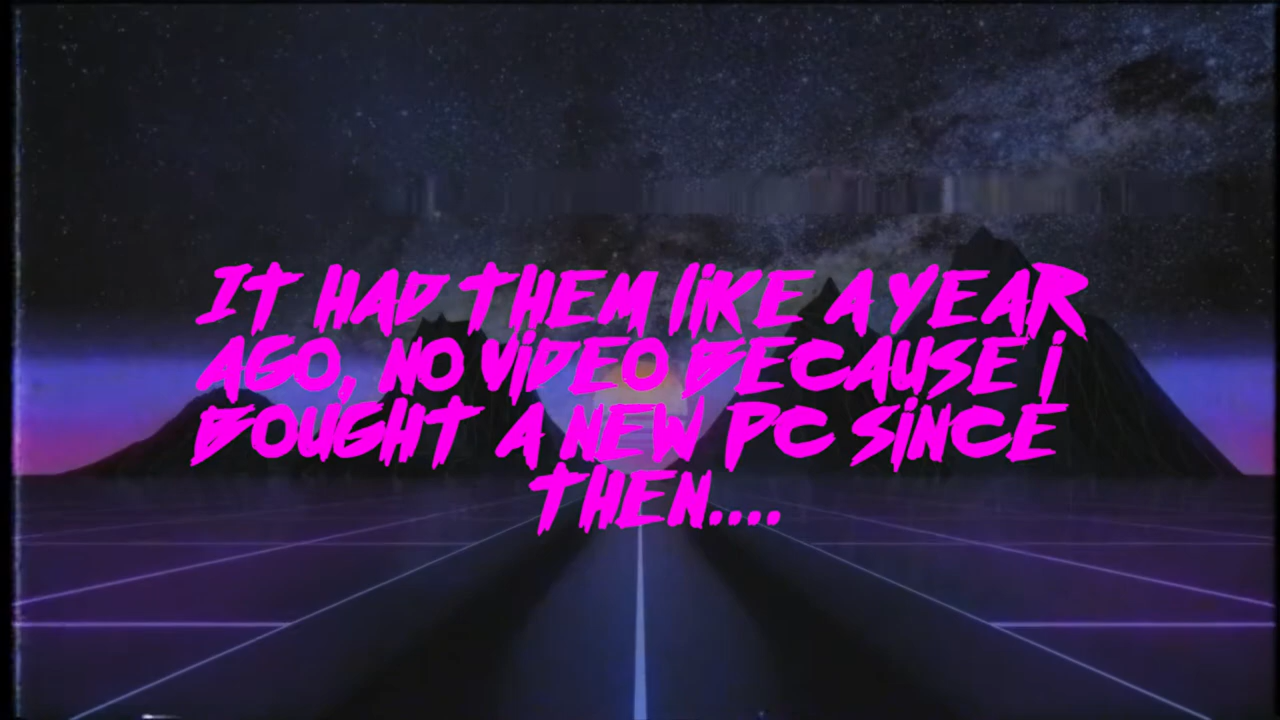 IT HAD THEM LIKE A YEAR
AGO, NO VIDEO BECAUSE I
BOUGHT A NEW PC SINCE
THEN....